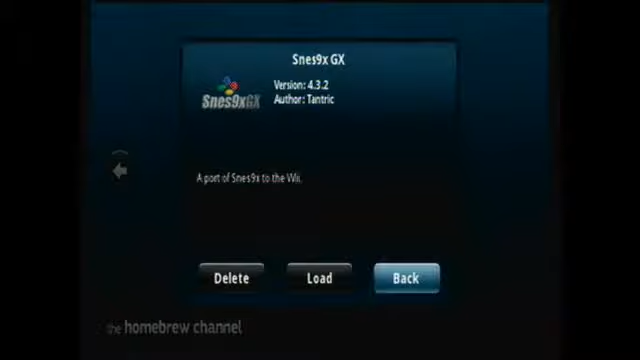 Snes9x GX
Snes9xGX
Version: 4.3.2
Author: Tantric
A port of Snes9x to the Wii.
Delete
Load
Back
the homebrew channel